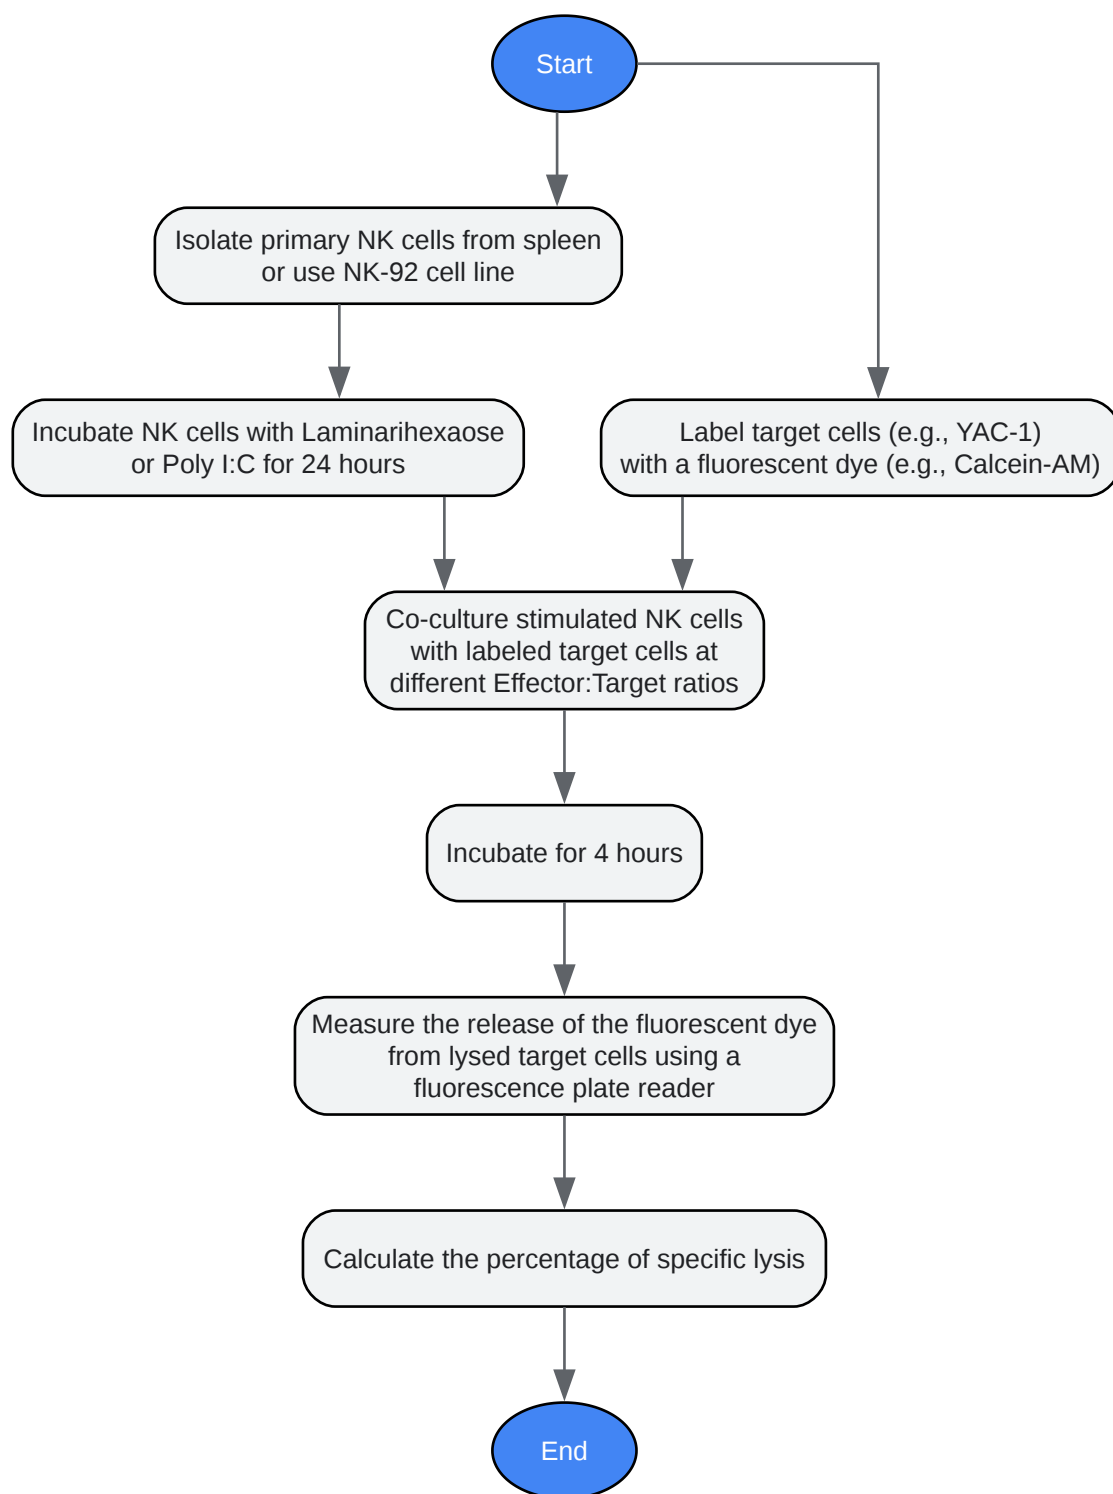 Start
Isolate primary NK cells from spleen
or use NK-92 cell line
Incubate NK cells with Laminarihexaose
or Poly I:C for 24 hours
Label target cells (e.g., YAC-1)
with a fluorescent dye (e.g., Calcein-AM)
Co-culture stimulated NK cells
with labeled target cells at
different Effector:Target ratios
Incubate for 4 hours
Measure the release of the fluorescent dye
from lysed target cells using a
fluorescence plate reader
Calculate the percentage of specific lysis
End